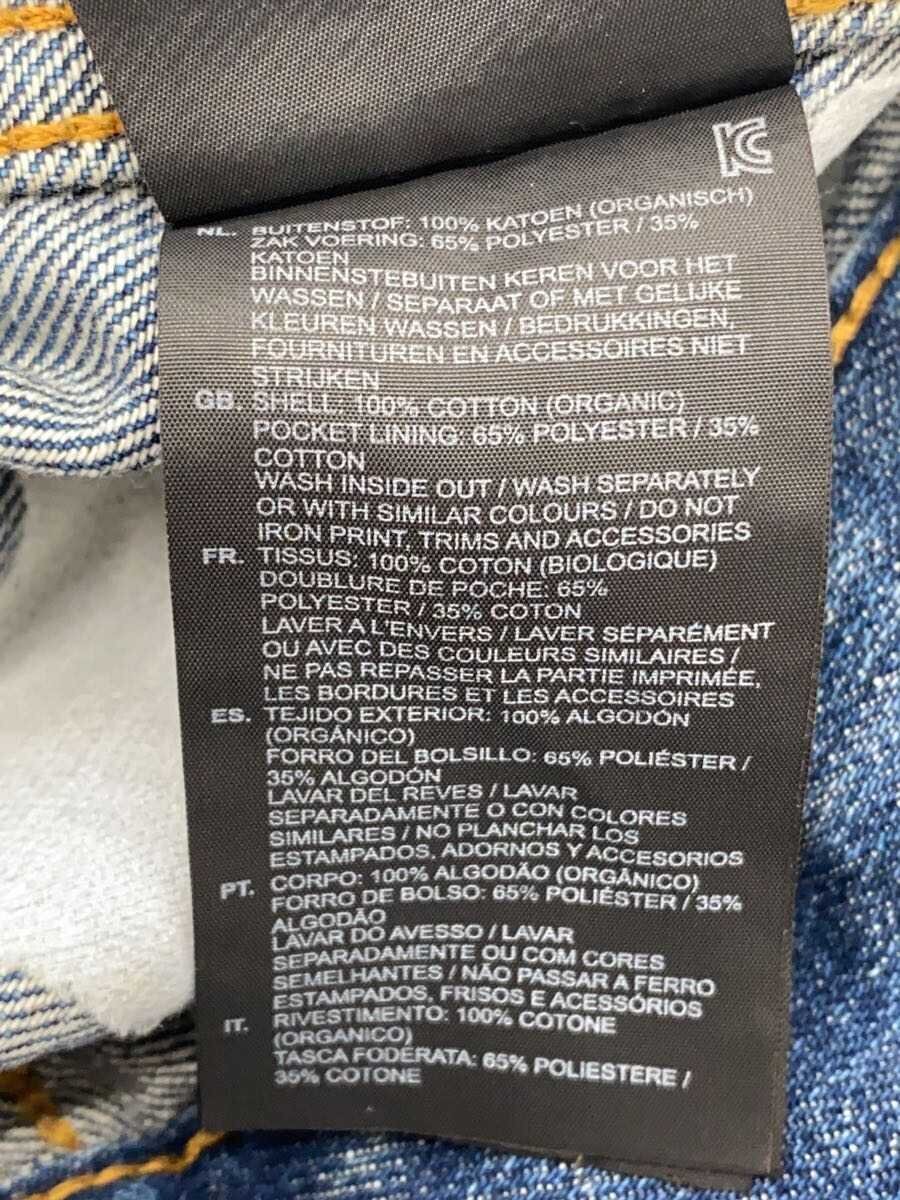 KC
NL. BUITENSTOF: 100% KATOEN (ORGANISCH)
ZAK VOERING: 65% POLYESTER / 35%
KATOEN
BINNENSTEBUITEN KEREN VOOR HET
WASSEN / SEPARAAT OF MET GELIJKE
KLEUREN WASSEN / BEDRUKKINGEN,
FOURNITUREN EN ACCESSOIRES NIET
STRIJKEN
GB. SHELL: 100% COTTON (ORGANIC)
POCKET LINING: 65% POLYESTER / 35%
COTTON
WASH INSIDE OUT / WASH SEPARATELY
OR WITH SIMILAR COLOURS / DO NOT
IRON PRINT, TRIMS AND ACCESSORIES
FR. TISSUS: 100% COTON (BIOLOGIQUE)
DOUBLURE DE POCHE: 65%
POLYESTER / 35% COTON
LAVER A L'ENVERS / LAVER SÉPARÉMENT
OU AVEC DES COULEURS SIMILAIRES /
NE PAS REPASSER LA PARTIE IMPRIMÉE,
LES BORDURES ET LES ACCESSOIRES
ES. TEJIDO EXTERIOR: 100% ALGODÓN
(ORGÁNICO)
FORRO DEL BOLSILLO: 65% POLIÉSTER /
35% ALGODÓN
LAVAR DEL REVES / LAVAR
SEPARADAMENTE O CON COLORES
SIMILARES / NO PLANCHAR LOS
ESTAMPADOS, ADORNOS Y ACCESORIOS
PT. CORPO: 100% ALGODÃO (ORGÂNICO)
FORRO DE BOLSO: 65% POLIÉSTER / 35%
ALGODÃO
LAVAR DO AVESSO / LAVAR
SEPARADAMENTE OU COM CORES
SEMELHANTES / NÃO PASSAR A FERRO
ESTAMPADOS, FRISOS E ACESSÓRIOS
IT. RIVESTIMENTO: 100% COTONE
(ORGANICO)
TASCA FODERATA: 65% POLIESTERE /
35% COTONE